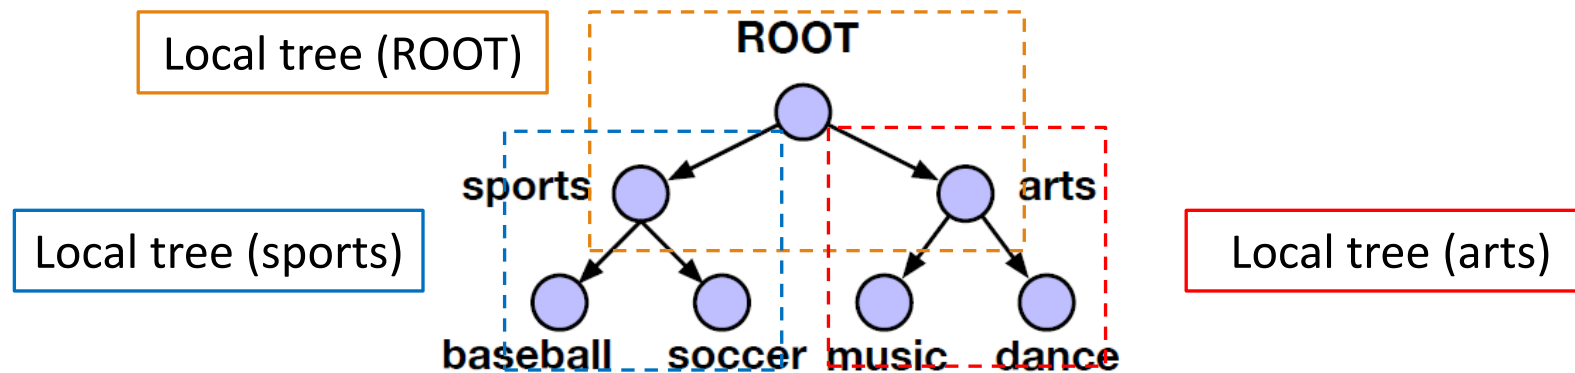 Local tree (ROOT)
ROOT
sports
arts
Local tree (sports)
Local tree (arts)
baseball
soccer
music
dance